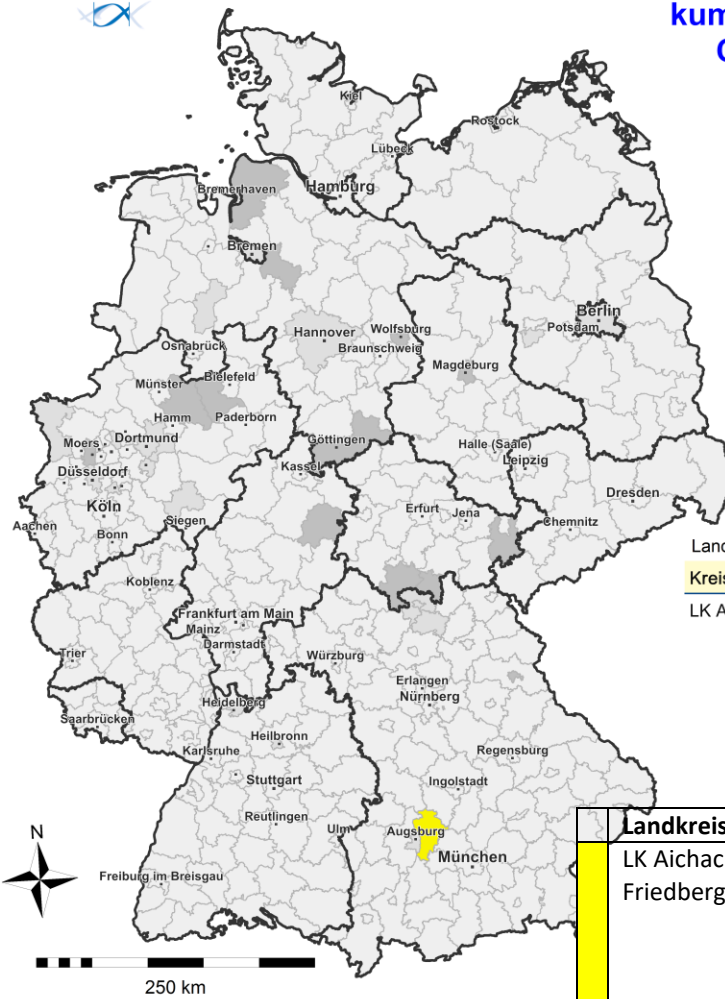 kum
Kiel
Rostock
Lübeck
Bremerhaven
Hamburg
Bremen
Berlin
Potsdam
Hannover
Wolfsburg
Braunschweig
Osnabrück
Magdeburg
Münster
Bielefeld
Hamm
Paderborn
Moers
Dortmund
Göttingen
Halle (Saale)
Leipzig
Düsseldorf
Kassel
Dresden
Köln
Erfurt
Jena
Siegen
Chemnitz
Aachen
Bonn
Land
Koblenz
Kreis
LK A
Frankfurt am Main
Mainz
Darmstadt
Trier
Würzburg
Erlangen
Nürnberg
Heidelberg
Saarbrücken
Heilbronn
Karlsruhe
Regensburg
Stuttgart
Ingolstadt
Reutlingen
Ulm
Augsburg
München
N
Freiburg im Breisgau
Landkreis
LK Aichac
Friedberg
250 km